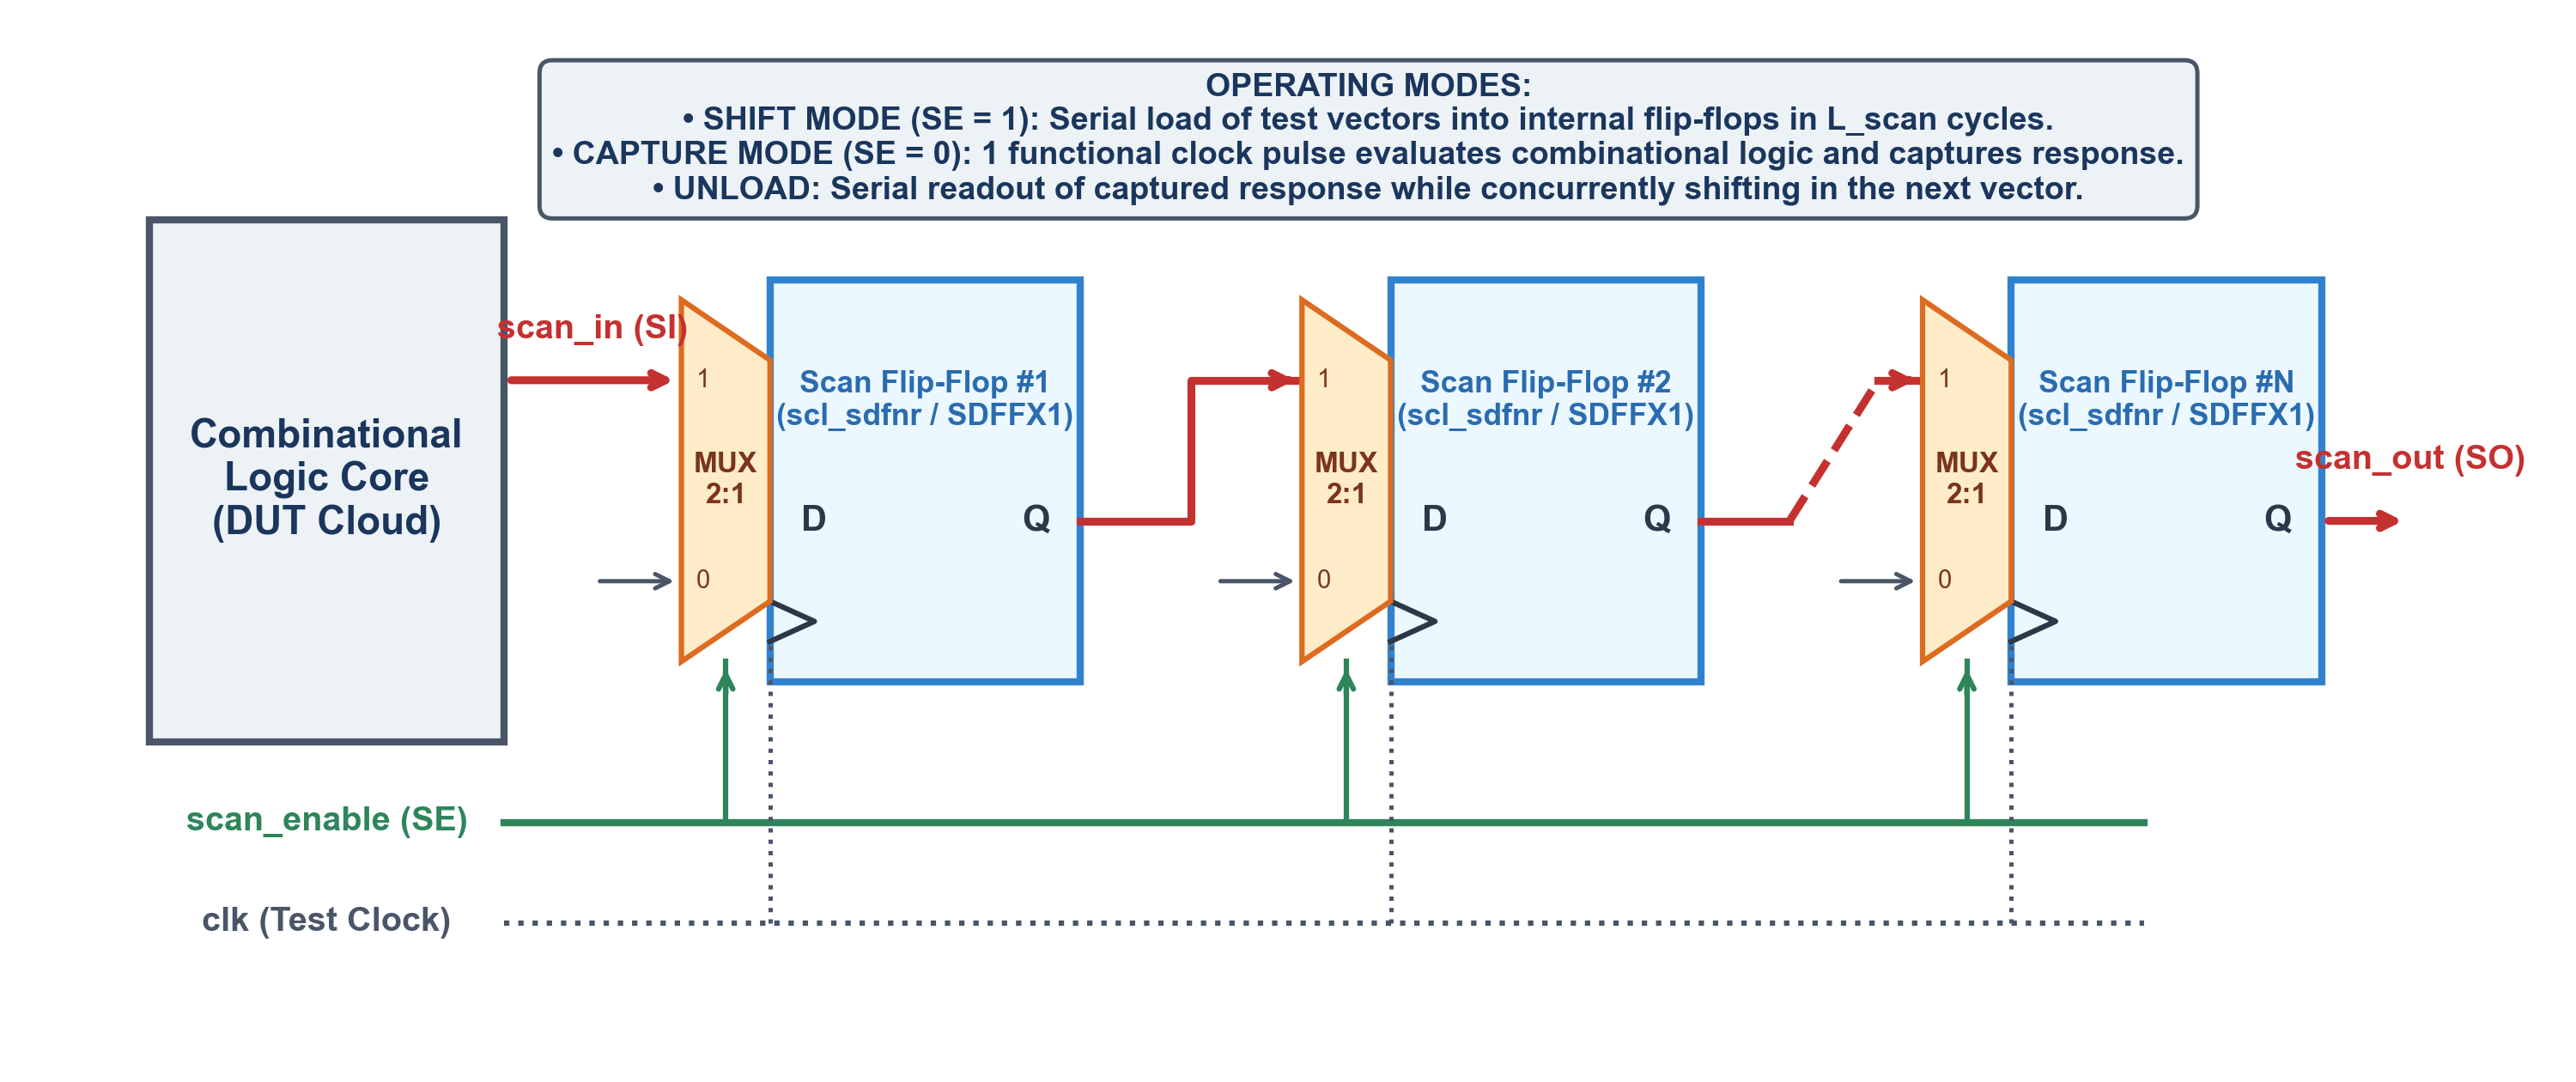 OPERATING MODES:
• SHIFT MODE (SE = 1): Serial load of test vectors into internal flip-flops in L_scan cycles.
• CAPTURE MODE (SE = 0): 1 functional clock pulse evaluates combinational logic and captures response.
• UNLOAD: Serial readout of captured response while concurrently shifting in the next vector.
Combinational
Logic Core
(DUT Cloud)
scan_in (SI)
1
MUX
2:1
0
Scan Flip-Flop #1
(scl_sdfnr / SDFFX1)
D
Q
1
MUX
2:1
0
Scan Flip-Flop #2
(scl_sdfnr / SDFFX1)
D
Q
1
MUX
2:1
0
Scan Flip-Flop #N
(scl_sdfnr / SDFFX1)
D
Q
scan_out (SO)
scan_enable (SE)
clk (Test Clock)